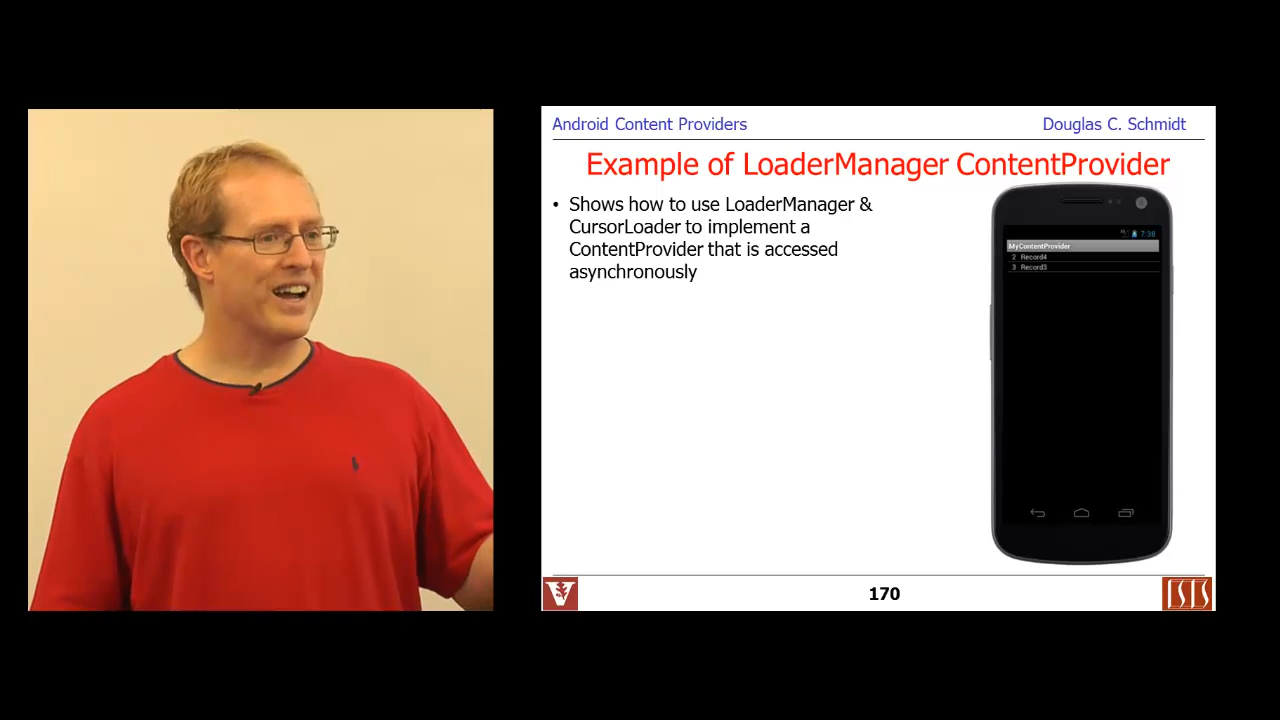 Android Content Providers
Douglas C. Schmidt
Example of LoaderManager ContentProvider
• Shows how to use LoaderManager &
CursorLoader to implement a
ContentProvider that is accessed
asynchronously
7:38
MyContentProvider
2 Record4
3 Record3
170
V
ISIS